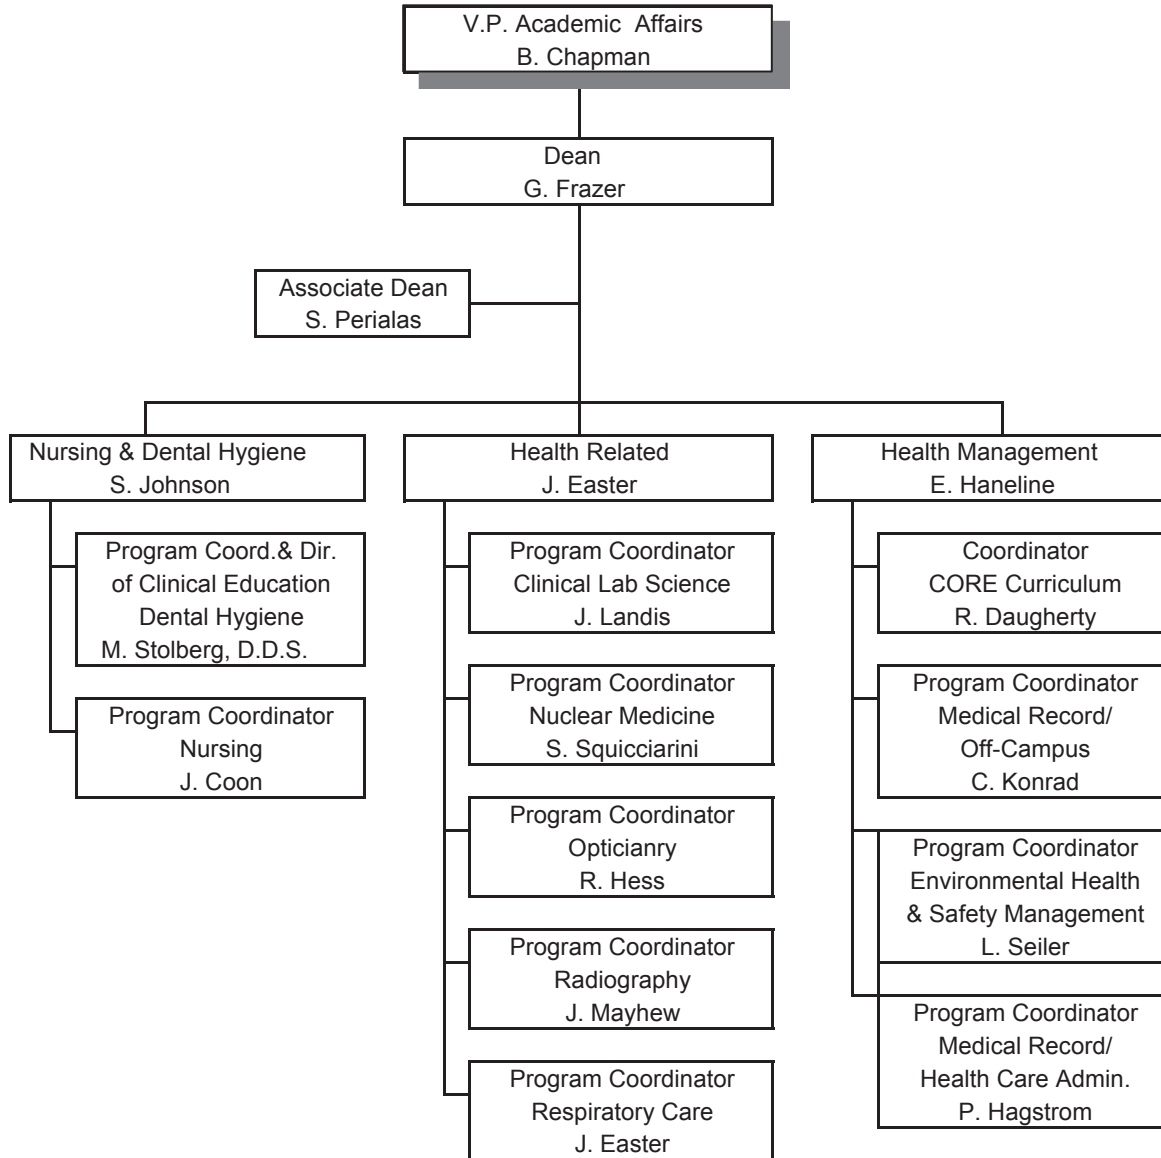 V.P. Academic Affairs
B. Chapman
Dean
G. Frazer
Associate Dean
S. Perialas
Nursing & Dental Hygiene
S. Johnson
Program Coord.& Dir.
of Clinical Education
Dental Hygiene
M. Stolberg, D.D.S.
Program Coordinator
Nursing
J. Coon
Health Related
J. Easter
Program Coordinator
Clinical Lab Science
J. Landis
Program Coordinator
Nuclear Medicine
S. Squicciarini
Program Coordinator
Opticianry
R. Hess
Program Coordinator
Radiography
J. Mayhew
Program Coordinator
Respiratory Care
J. Easter
Health Management
E. Haneline
Coordinator
CORE Curriculum
R. Daugherty
Program Coordinator
Medical Record/
Off-Campus
C. Konrad
Program Coordinator
Environmental Health
& Safety Management
L. Seiler
Program Coordinator
Medical Record/
Health Care Admin.
P. Hagstrom